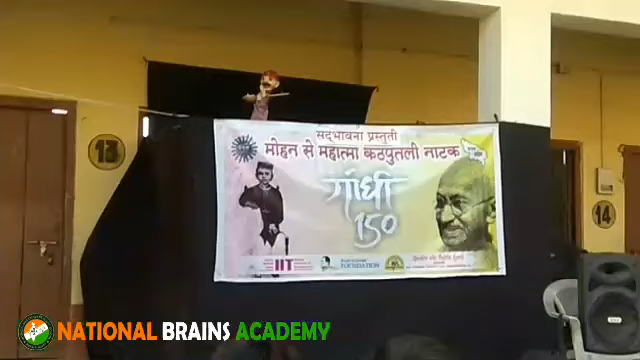 13
सद्भावना प्रस्तुती
मोहन से महात्मा कठपुतली नाटक
गांधी
150
IIT
FOUNDATION
14
NATIONAL BRAINS ACADEMY